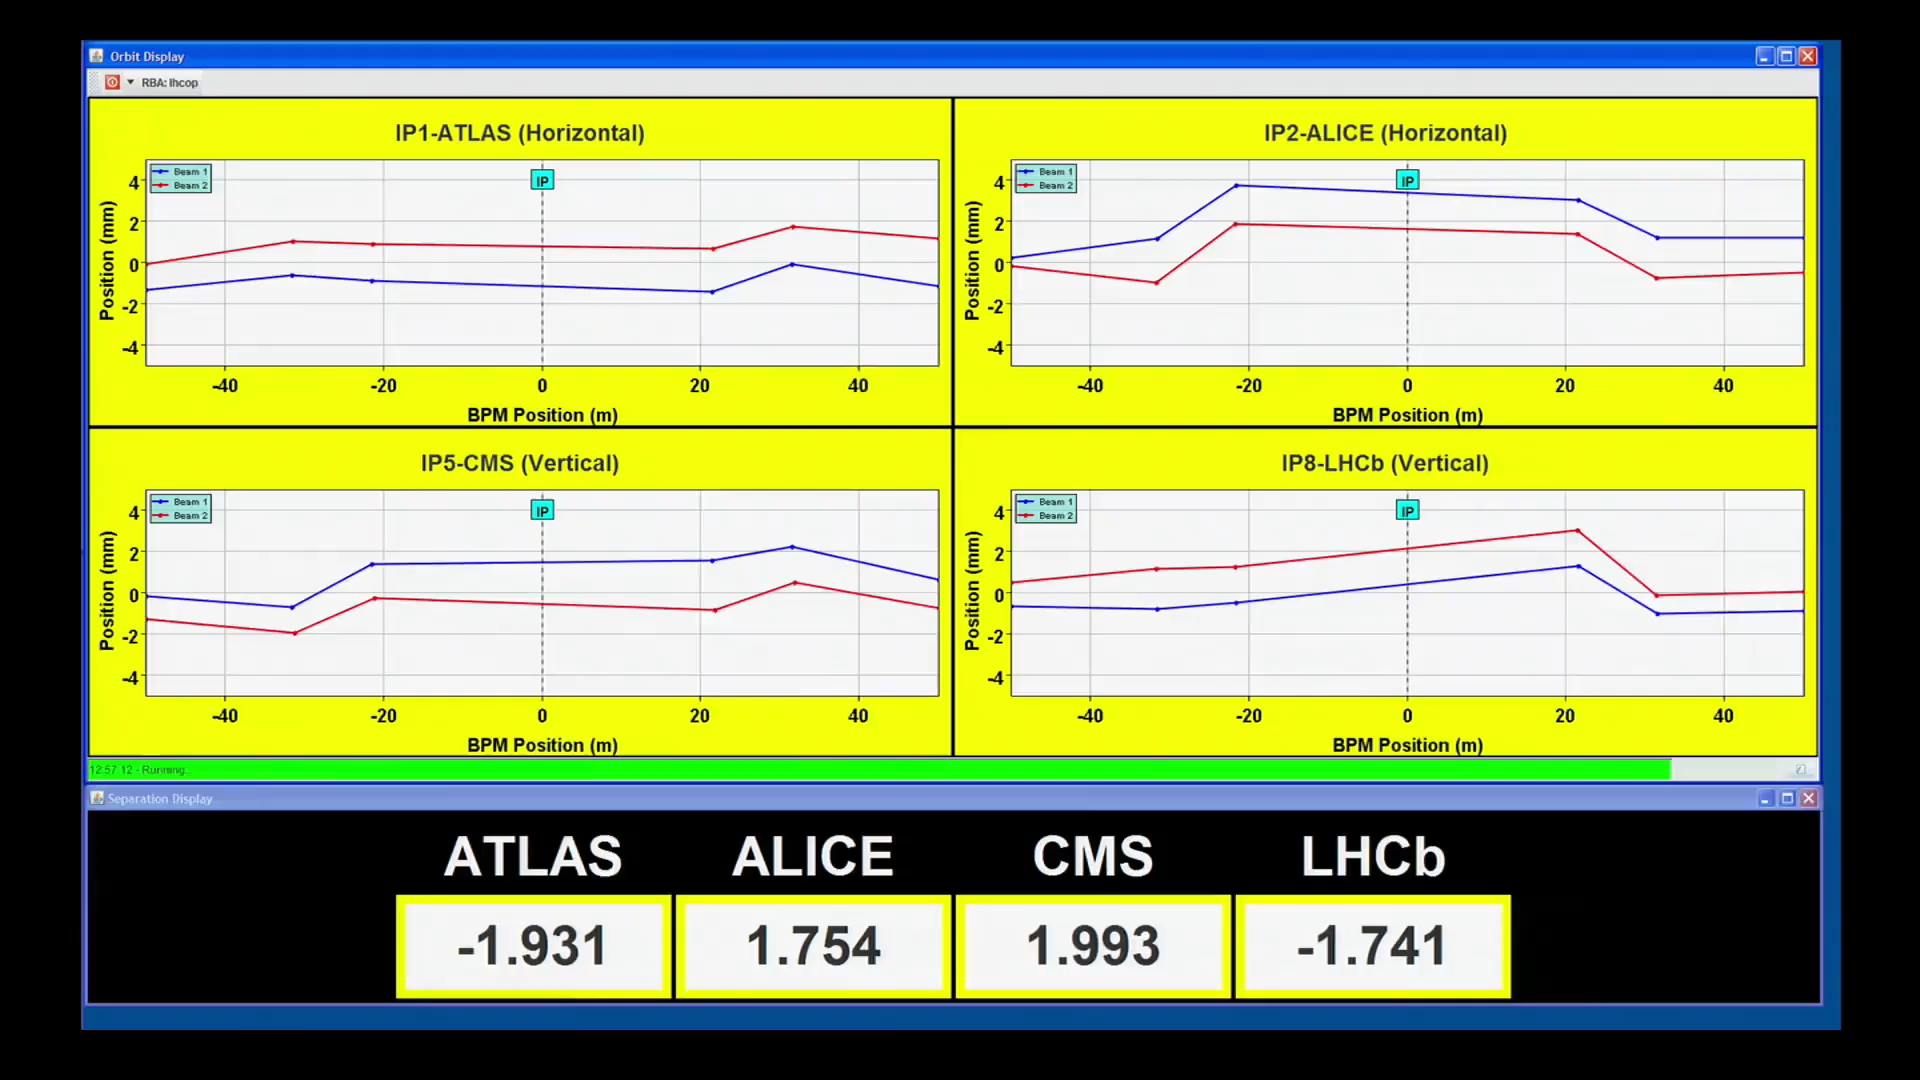 Orbit Display
RBA: lhcop
IP1-ATLAS (Horizontal)
Beam 1
Beam 2
IP
Position (mm)
4
2
0
-2
-4
-40 -20 0 20 40
BPM Position (m)
IP2-ALICE (Horizontal)
Beam 1
Beam 2
IP
Position (mm)
4
2
0
-2
-4
-40 -20 0 20 40
BPM Position (m)
IP5-CMS (Vertical)
Beam 1
Beam 2
IP
Position (mm)
4
2
0
-2
-4
-40 -20 0 20 40
BPM Position (m)
IP8-LHCb (Vertical)
Beam 1
Beam 2
IP
Position (mm)
4
2
0
-2
-4
-40 -20 0 20 40
BPM Position (m)
12:57:12 - Running...
Separation Display
ATLAS ALICE CMS LHCb
-1.931 1.754 1.993 -1.741